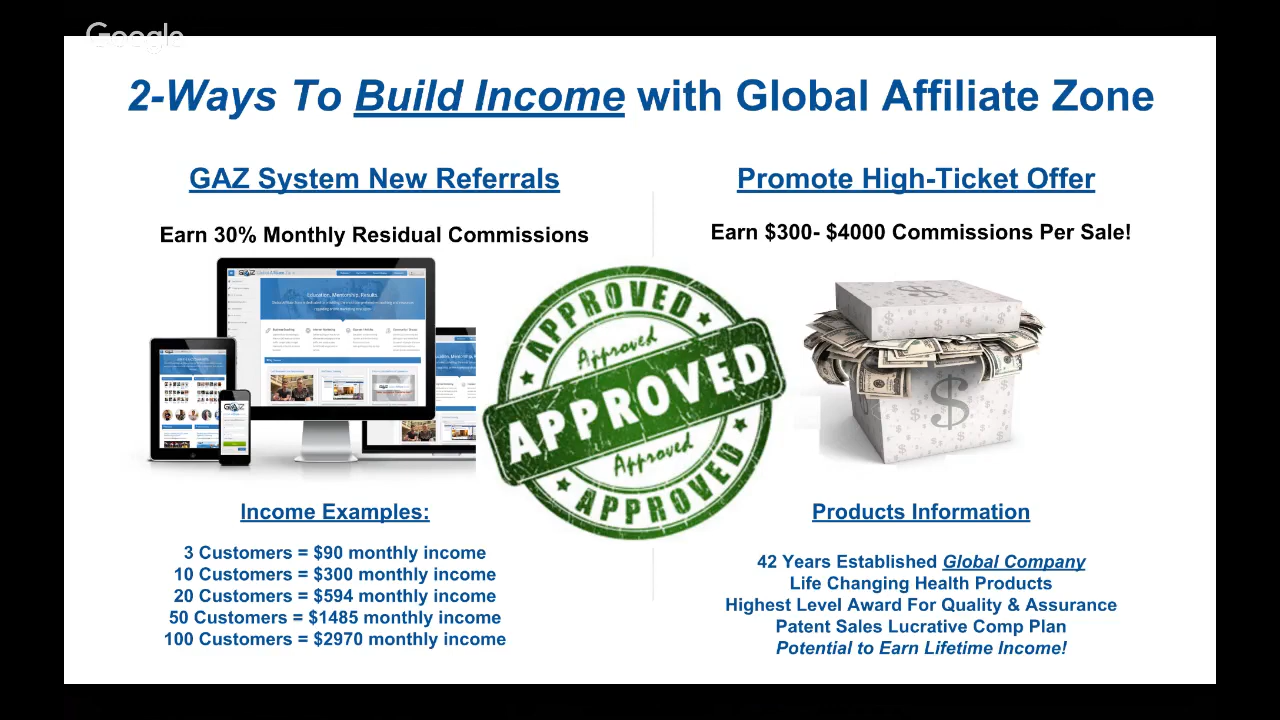 Google
2-Ways To Build Income with Global Affiliate Zone
GAZ System New Referrals
Earn 30% Monthly Residual Commissions
Education, Mentorship, Results.
GAZ
Income Examples:
3 Customers = $90 monthly income
10 Customers = $300 monthly income
20 Customers = $594 monthly income
50 Customers = $1485 monthly income
100 Customers = $2970 monthly income
APPROVED
Approved
APPROVED
Approved
APPROVED
Promote High-Ticket Offer
Earn $300- $4000 Commissions Per Sale!
Products Information
42 Years Established Global Company
Life Changing Health Products
Highest Level Award For Quality & Assurance
Patent Sales Lucrative Comp Plan
Potential to Earn Lifetime Income!